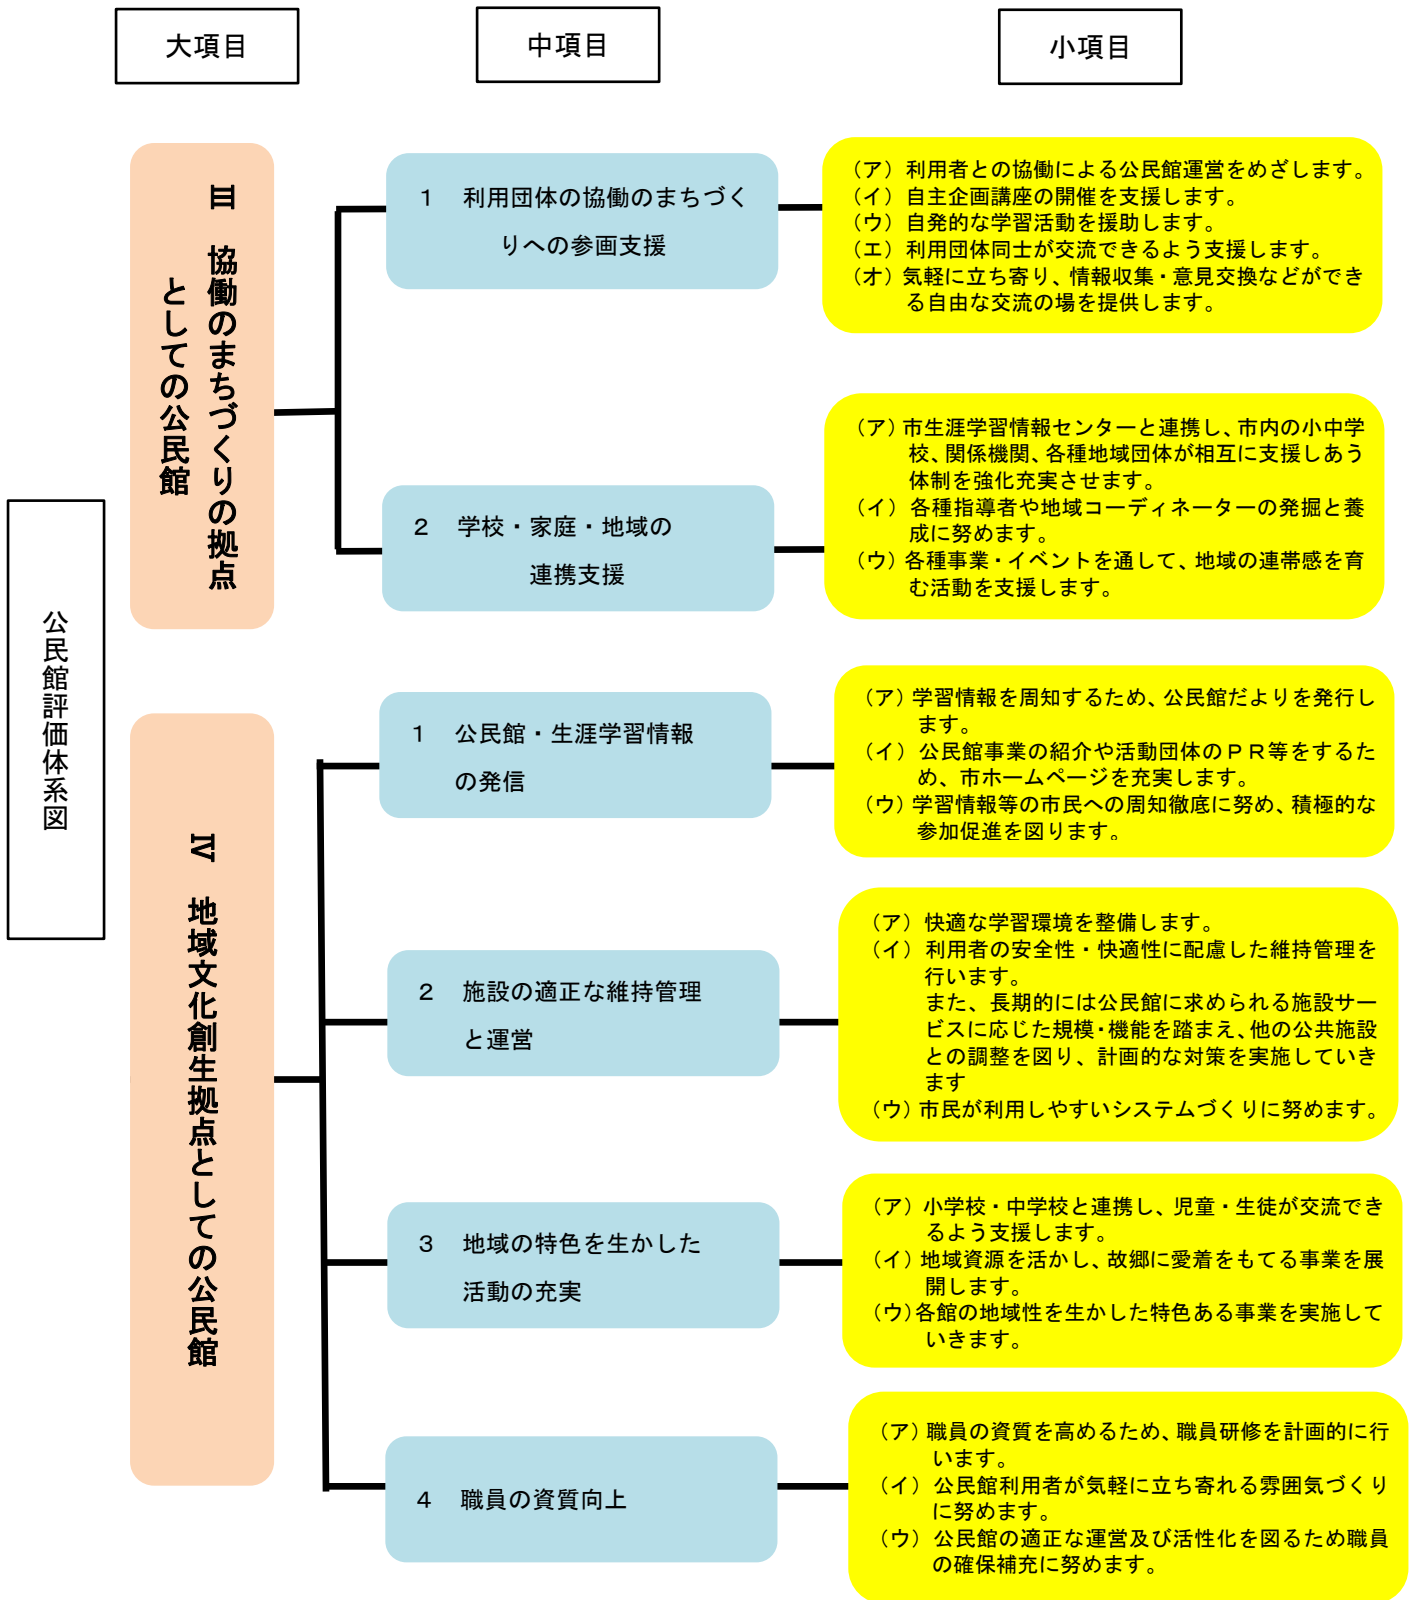 大項目
中項目
小項目
公民館評価体系図
Ⅲ　協働のまちづくりの拠点
としての公民館
１　利用団体の協働のまちづく
りへの参画支援
（ア）利用者との協働による公民館運営をめざします。
（イ）自主企画講座の開催を支援します。
（ウ）自発的な学習活動を援助します。
（エ）利用団体同士が交流できるよう支援します。
（オ）気軽に立ち寄り、情報収集・意見交換などができ
る自由な交流の場を提供します。
２　学校・家庭・地域の
連携支援
（ア）市生涯学習情報センターと連携し、市内の小中学
校、関係機関、各種地域団体が相互に支援しあう
体制を強化充実させます。
（イ）各種指導者や地域コーディネーターの発掘と養
成に努めます。
（ウ）各種事業・イベントを通して、地域の連帯感を育
む活動を支援します。
Ⅳ　地域文化創生拠点としての公民館
１　公民館・生涯学習情報
の発信
（ア）学習情報を周知するため、公民館だよりを発行し
ます。
（イ）公民館事業の紹介や活動団体のＰＲ等をするた
め、市ホームページを充実します。
（ウ）学習情報等の市民への周知徹底に努め、積極的な
参加促進を図ります。
２　施設の適正な維持管理
と運営
（ア）快適な学習環境を整備します。
（イ）利用者の安全性・快適性に配慮した維持管理を
行います。
また、長期的には公民館に求められる施設サー
ビスに応じた規模・機能を踏まえ、他の公共施設
との調整を図り、計画的な対策を実施していき
ます
（ウ）市民が利用しやすいシステムづくりに努めます。
３　地域の特色を生かした
活動の充実
（ア）小学校・中学校と連携し、児童・生徒が交流でき
るよう支援します。
（イ）地域資源を活かし、故郷に愛着をもてる事業を展
開します。
（ウ）各館の地域性を生かした特色ある事業を実施して
いきます。
４　職員の資質向上
（ア）職員の資質を高めるため、職員研修を計画的に行
います。
（イ）公民館利用者が気軽に立ち寄れる雰囲気づくり
に努めます。
（ウ）公民館の適正な運営及び活性化を図るため職員
の確保補充に努めます。